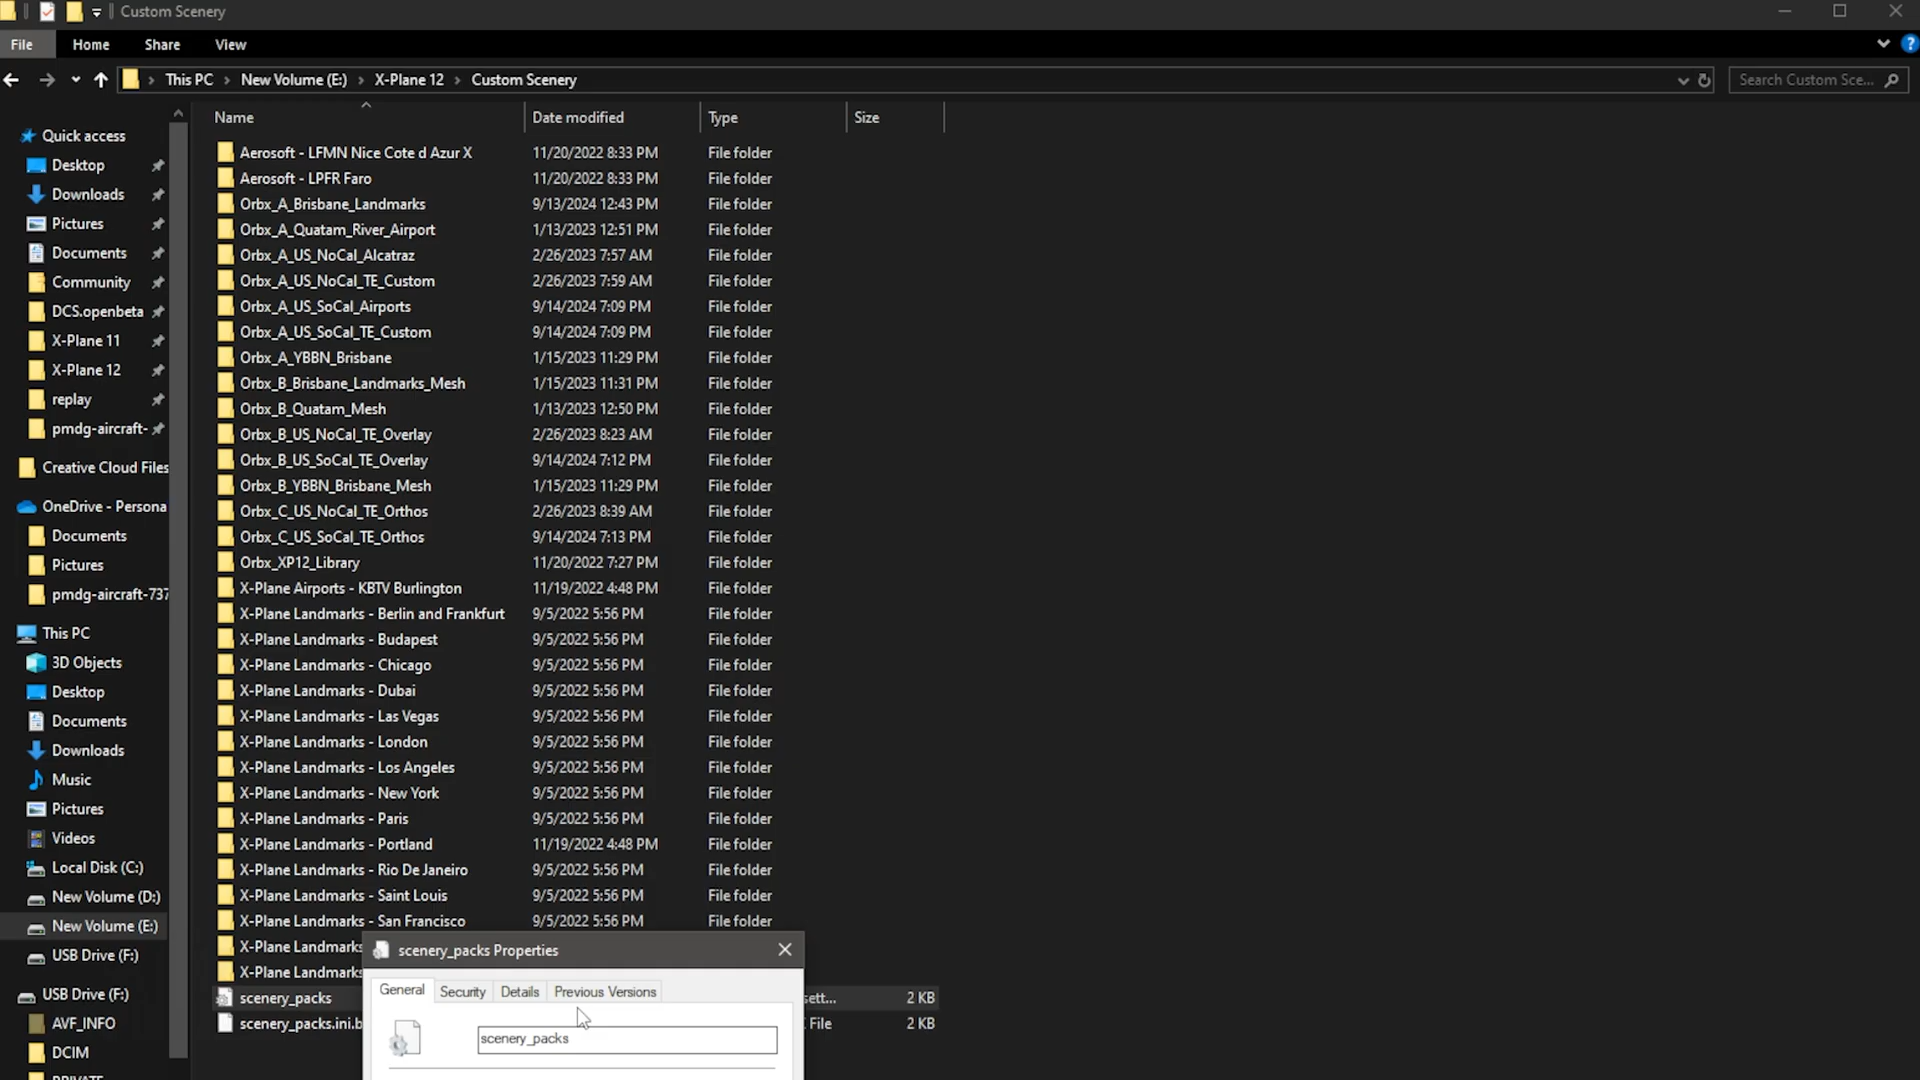 Custom Scenery
File Home Share View
This PC New Volume (E:) X-Plane 12 Custom Scenery
Search Custom Sce...
Name Date modified Type Size
Quick access
Desktop
Downloads
Pictures
Documents
Community
DCS.openbeta
X-Plane 11
X-Plane 12
replay
pmdg-aircraft-
Creative Cloud Files
OneDrive - Persona
Documents
Pictures
pmdg-aircraft-737
This PC
3D Objects
Desktop
Documents
Downloads
Music
Pictures
Videos
Local Disk (C:)
New Volume (D:)
New Volume (E:)
USB Drive (F:)
USB Drive (F:)
AVF_INFO
DCIM
PRIVATE
Aerosoft - LFMN Nice Cote d Azur X 11/20/2022 8:33 PM File folder
Aerosoft - LPFR Faro 11/20/2022 8:33 PM File folder
Orbx_A_Brisbane_Landmarks 9/13/2024 12:43 PM File folder
Orbx_A_Quatam_River_Airport 1/13/2023 12:51 PM File folder
Orbx_A_US_NoCal_Alcatraz 2/26/2023 7:57 AM File folder
Orbx_A_US_NoCal_TE_Custom 2/26/2023 7:59 AM File folder
Orbx_A_US_SoCal_Airports 9/14/2024 7:09 PM File folder
Orbx_A_US_SoCal_TE_Custom 9/14/2024 7:09 PM File folder
Orbx_A_YBBN_Brisbane 1/15/2023 11:29 PM File folder
Orbx_B_Brisbane_Landmarks_Mesh 1/15/2023 11:31 PM File folder
Orbx_B_Quatam_Mesh 1/13/2023 12:50 PM File folder
Orbx_B_US_NoCal_TE_Overlay 2/26/2023 8:23 AM File folder
Orbx_B_US_SoCal_TE_Overlay 9/14/2024 7:12 PM File folder
Orbx_B_YBBN_Brisbane_Mesh 1/15/2023 11:29 PM File folder
Orbx_C_US_NoCal_TE_Orthos 2/26/2023 8:39 AM File folder
Orbx_C_US_SoCal_TE_Orthos 9/14/2024 7:13 PM File folder
Orbx_XP12_Library 11/20/2022 7:27 PM File folder
X-Plane Airports - KBTV Burlington 11/19/2022 4:48 PM File folder
X-Plane Landmarks - Berlin and Frankfurt 9/5/2022 5:56 PM File folder
X-Plane Landmarks - Budapest 9/5/2022 5:56 PM File folder
X-Plane Landmarks - Chicago 9/5/2022 5:56 PM File folder
X-Plane Landmarks - Dubai 9/5/2022 5:56 PM File folder
X-Plane Landmarks - Las Vegas 9/5/2022 5:56 PM File folder
X-Plane Landmarks - London 9/5/2022 5:56 PM File folder
X-Plane Landmarks - Los Angeles 9/5/2022 5:56 PM File folder
X-Plane Landmarks - New York 9/5/2022 5:56 PM File folder
X-Plane Landmarks - Paris 9/5/2022 5:56 PM File folder
X-Plane Landmarks - Portland 11/19/2022 4:48 PM File folder
X-Plane Landmarks - Rio De Janeiro 9/5/2022 5:56 PM File folder
X-Plane Landmarks - Saint Louis 9/5/2022 5:56 PM File folder
X-Plane Landmarks - San Francisco 9/5/2022 5:56 PM File folder
X-Plane Landmarks
X-Plane Landmarks
scenery_packs sett... 2 KB
scenery_packs.ini.b File 2 KB
scenery_packs Properties
General Security Details Previous Versions
scenery_packs